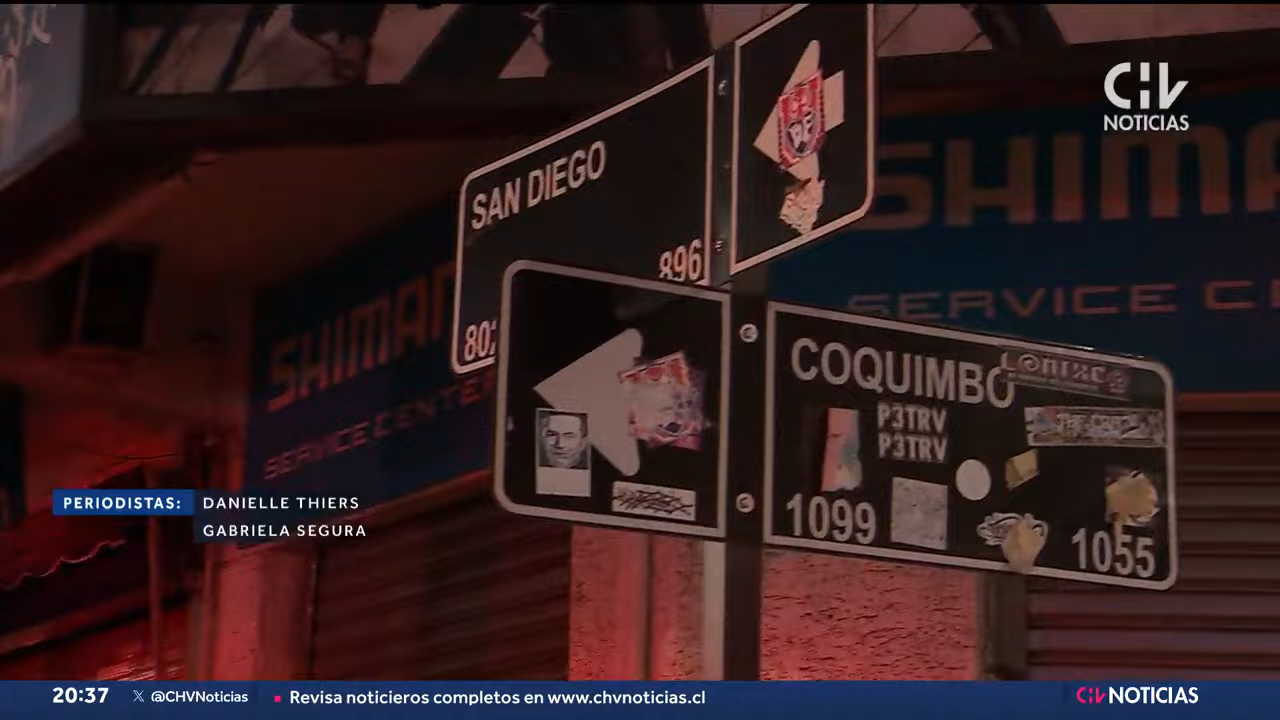 CHV
NOTICIAS
SAN DIEGO
896
802
SHIMAN
SERVICE CENTER
SHIMA
SERVICE CE
COQUIMBO
P3TRV
P3TRV
1099
1055
PERIODISTAS:
DANIELLE THIERS
GABRIELA SEGURA
20:37
X @CHVNoticias
Revisa noticieros completos en www.chvnoticias.cl
CHV NOTICIAS